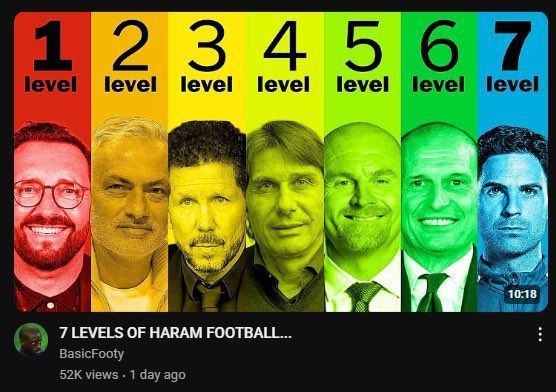 1 2 3 4 5 6 7
level level level level level level level
10:18
7 LEVELS OF HARAM FOOTBALL...
BasicFooty
52K views · 1 day ago